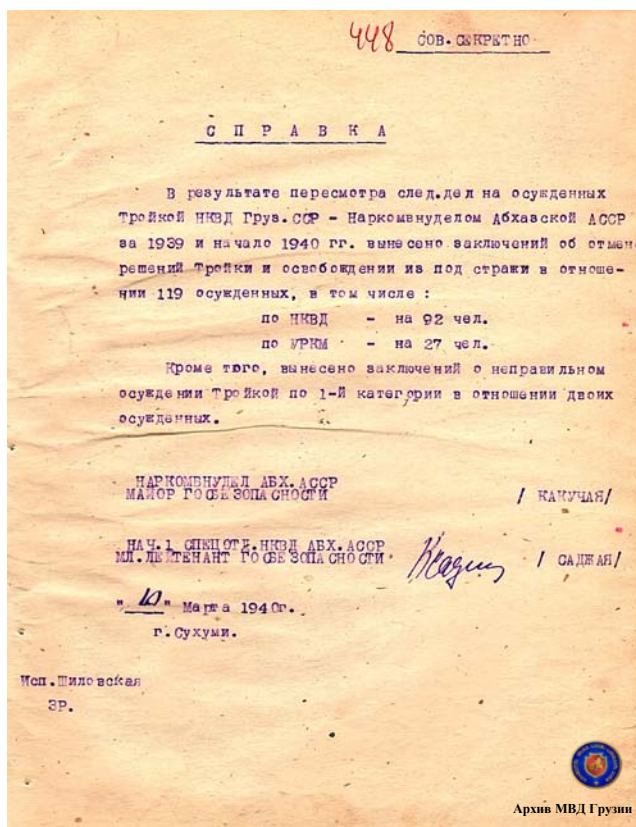 448 СОВ.СЕКРЕТНО
С П Р А В К А
В результате пересмотра след.дел на осужденных
Тройкой НКВД Груз.ССР - Наркомвнуделом Абхазской АССР
за 1939 и начало 1940 гг. вынесено заключений об отмене
решений Тройки и освобождении из под стражи в отноше-
нии 119 осужденных, в том числе :
по НКВД - на 92 чел.
по УРКМ - на 27 чел.
Кроме того, вынесено заключений о неправильном
осуждении Тройкой по 1-й категории в отношении двоих
осужденных.
НАРКОМВНУДЕЛ АБХ.АССР
МАЙОР ГОСБЕЗОПАСНОСТИ / КАКУЧАЯ/
НАЧ.1 СПЕЦОТД.НКВД АБХ.АССР
МЛ.ЛЕЙТЕНАНТ ГОСБЕЗОПАСНОСТИ / САДЖАЯ/
"10" Марта 1940г.
г.Сухуми.
Исп.Шиловская
ЗР.
Архив МВД Грузии